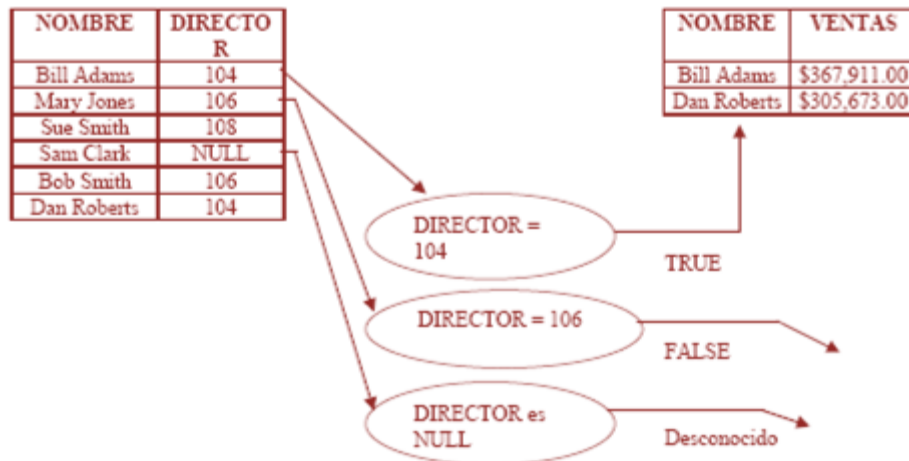 NOMBRE DIRECTO
R
Bill Adams 104
Mary Jones 106
Sue Smith 108
Sam Clark NULL
Bob Smith 106
Dan Roberts 104
NOMBRE VENTAS
Bill Adams $367,911.00
Dan Roberts $305,673.00
DIRECTOR =
104
TRUE
DIRECTOR = 106
FALSE
DIRECTOR es
NULL
Desconocido